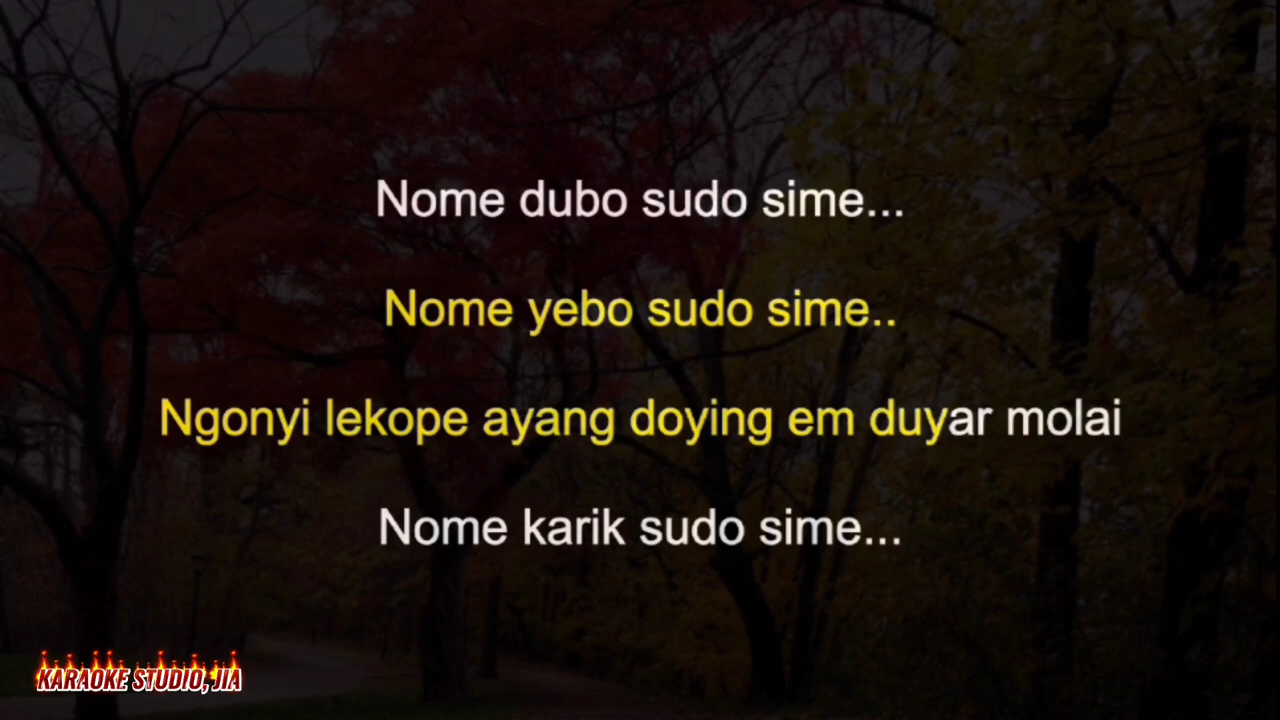 Nome dubo sudo sime...
Nome yebo sudo sime..
Ngonyi lekope ayang doying em duyar molai
Nome karik sudo sime...
KARAOKE STUDIO, JIA